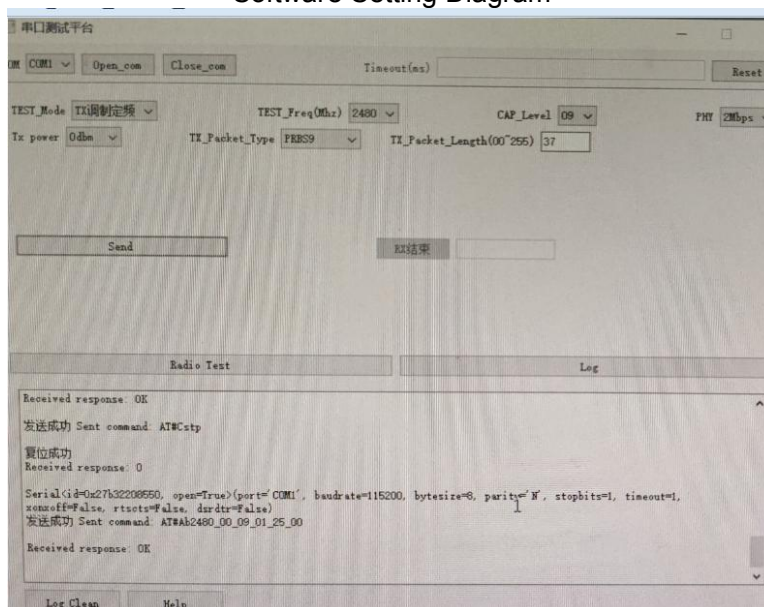 Software Setting Diagram
串口测试平台
COM1 Open_com Close_com Timeout(ms) Reset
TEST_Mode TX调制定频 TEST_Freq(Mhz) 2480 CAP_Level 09 PHY 2Mbps
Tx power 0dbm TX_Packet_Type PRBS9 TX_Packet_Length(00~255) 37
Send RX结束
Radio Test Log
Received response: OK
发送成功 Sent command: AT#Cstp
复位成功
Received response: 0
Serial<id=0x27b32208550, open=True>(port='COM1', baudrate=115200, bytesize=8, parity='N', stopbits=1, timeout=1,
xonxoff=False, rtscts=False, dsrdtr=False)
发送成功 Sent command: AT#Ab2480_00_09_01_25_00
Received response: OK
Log Clean Help